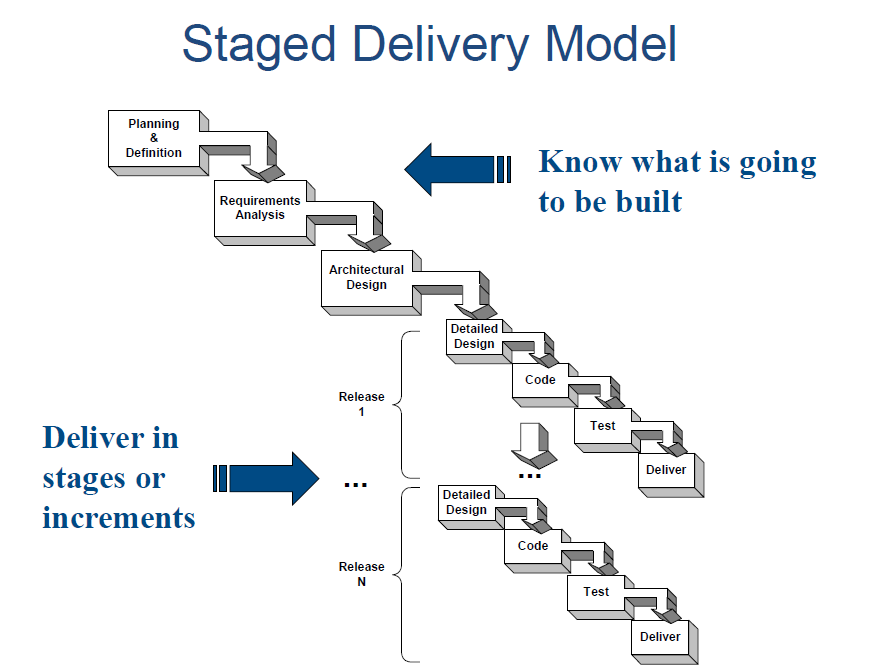 Staged Delivery Model
Planning
&
Definition
Know what is going
to be built
Requirements
Analysis
Architectural
Design
Detailed
Design
Code
Release
1
Test
Deliver in
stages or
increments
Deliver
...
...
Detailed
Design
Code
Release
N
Test
Deliver